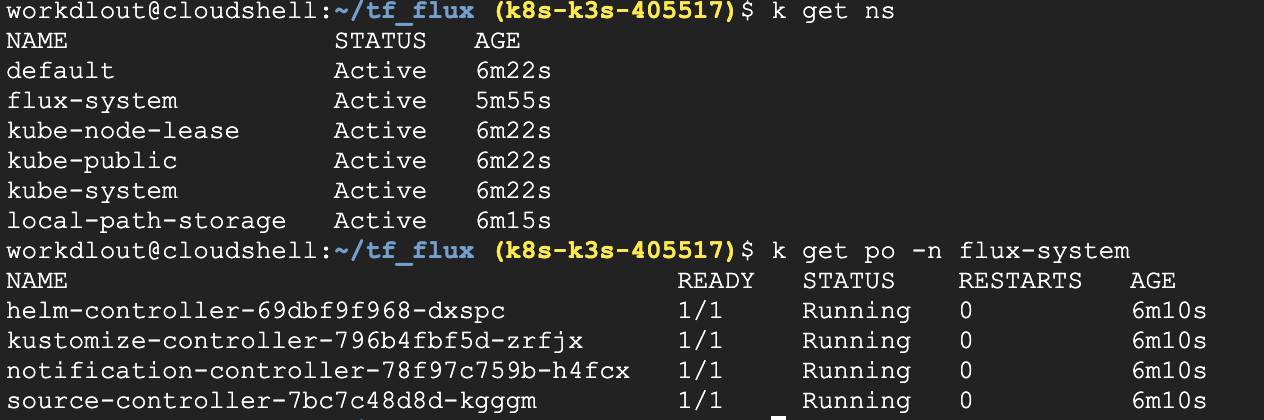 workdlout@cloudshell:~/tf_flux (k8s-k3s-405517)$ k get ns
NAME STATUS AGE
default Active 6m22s
flux-system Active 5m55s
kube-node-lease Active 6m22s
kube-public Active 6m22s
kube-system Active 6m22s
local-path-storage Active 6m15s
workdlout@cloudshell:~/tf_flux (k8s-k3s-405517)$ k get po -n flux-system
NAME READY STATUS RESTARTS AGE
helm-controller-69dbf9f968-dxspc 1/1 Running 0 6m10s
kustomize-controller-796b4fbf5d-zrfjx 1/1 Running 0 6m10s
notification-controller-78f97c759b-h4fcx 1/1 Running 0 6m10s
source-controller-7bc7c48d8d-kgggm 1/1 Running 0 6m10s